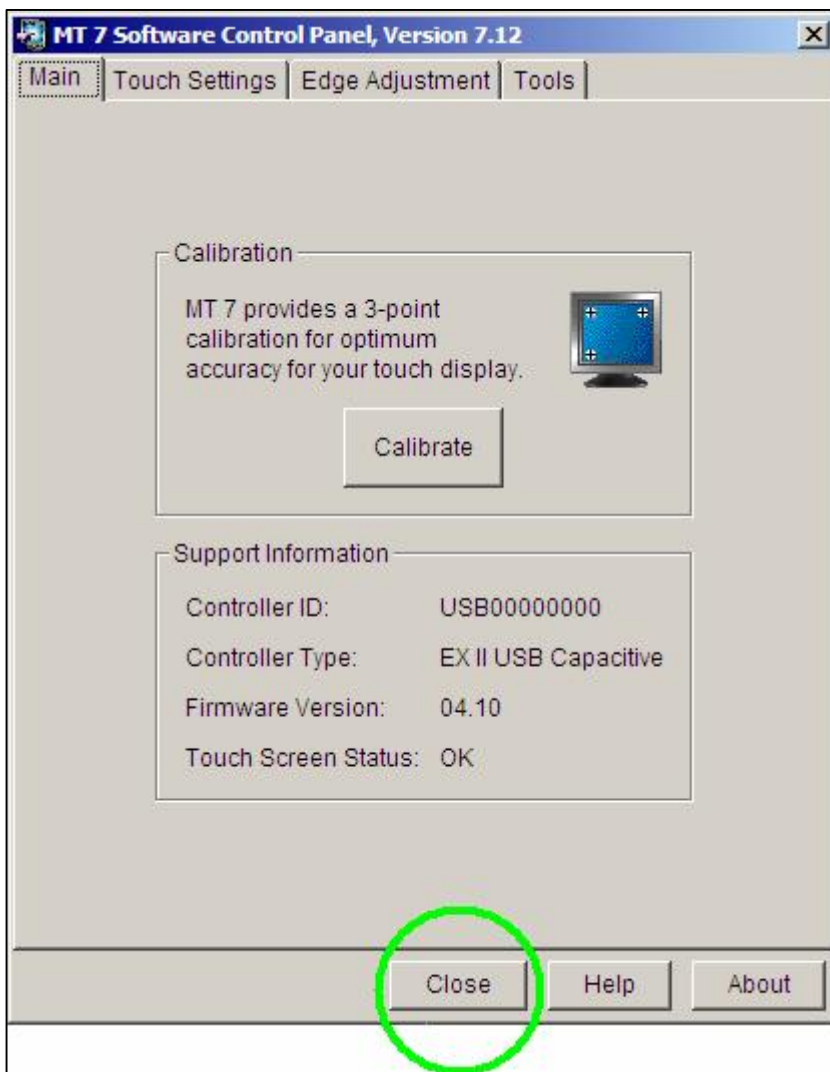 MT 7 Software Control Panel, Version 7.12
Main Touch Settings Edge Adjustment Tools
Calibration
MT 7 provides a 3-point
calibration for optimum
accuracy for your touch display.
Calibrate
Support Information
Controller ID: USB00000000
Controller Type: EX II USB Capacitive
Firmware Version: 04.10
Touch Screen Status: OK
Close Help About